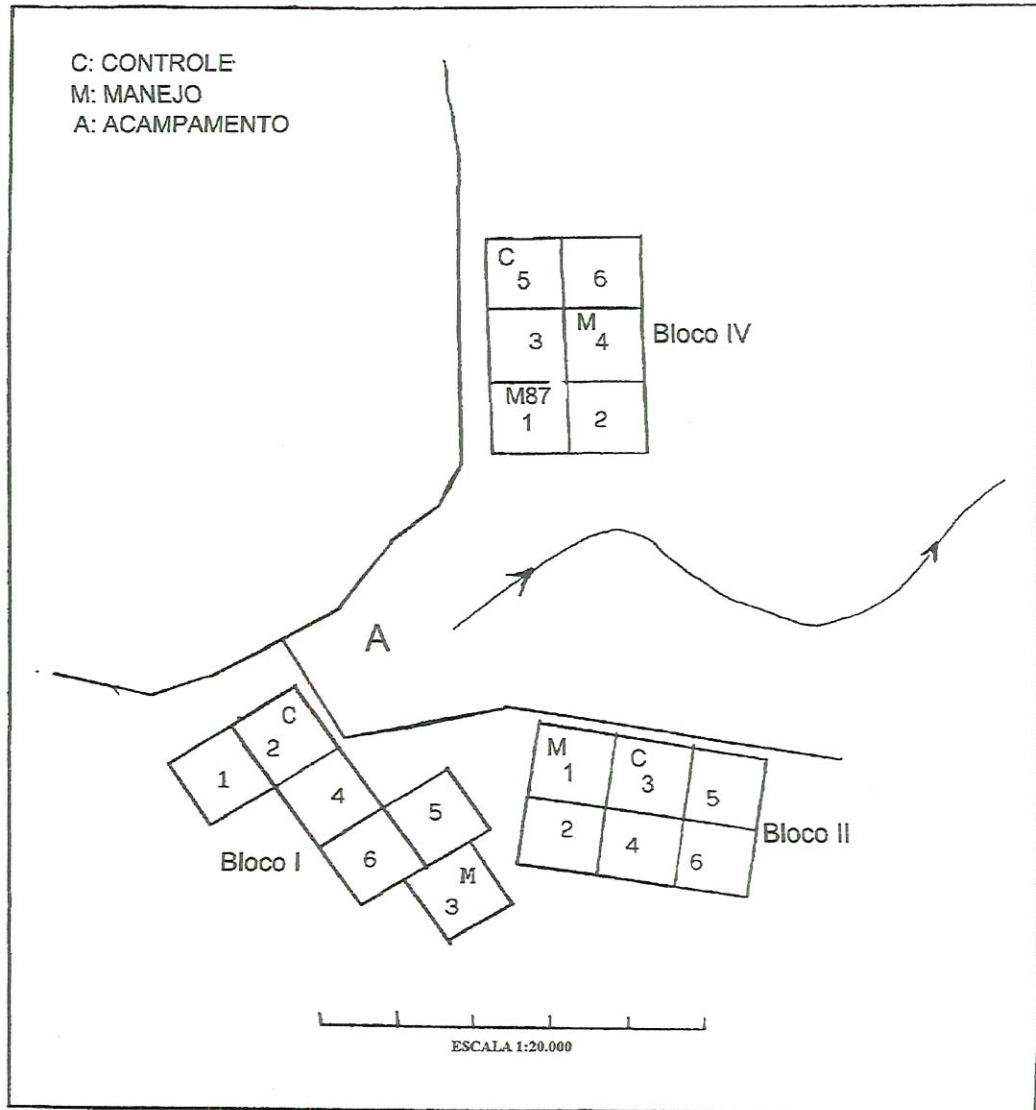 C: CONTROLE
M: MANEJO
A: ACAMPAMENTO
C
5
6
3
M
4
Bloco IV
M87
1
2
A
C
2
1
4
5
Bloco I
6
M
3
M
1
C
3
5
2
4
6
Bloco II
ESCALA 1:20.000